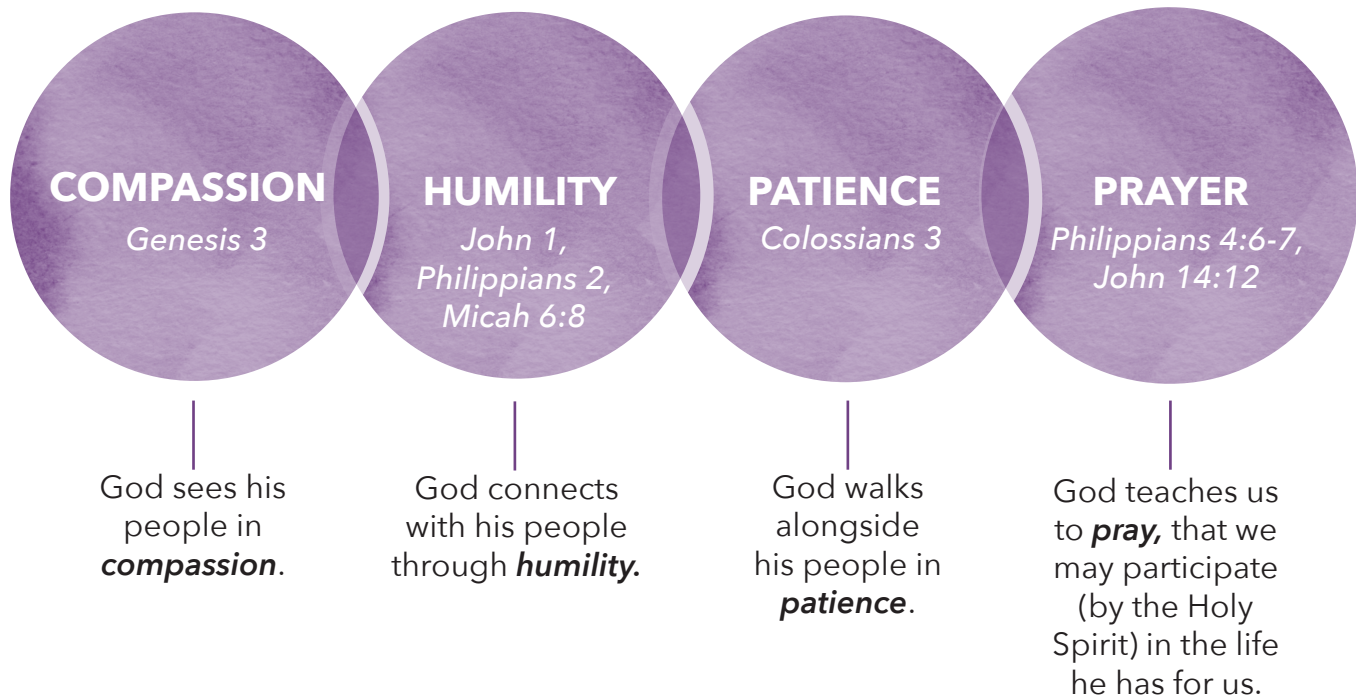 COMPASSION
Genesis 3
HUMILITY
John 1,
Philippians 2,
Micah 6:8
PATIENCE
Colossians 3
PRAYER
Philippians 4:6-7,
John 14:12
God sees his
people in
compassion.
God connects
with his people
through humility.
God walks
alongside
his people in
patience.
God teaches us
to pray, that we
may participate
(by the Holy
Spirit) in the life
he has for us.